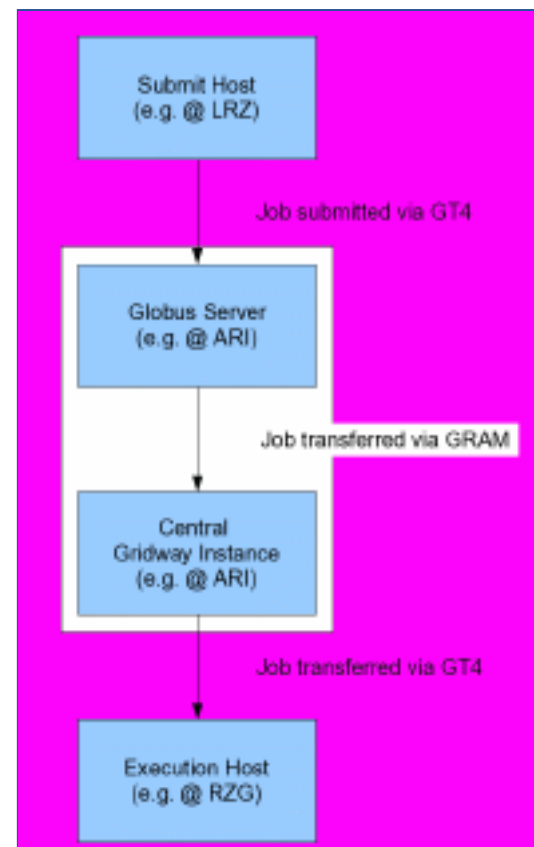 Submit Host
(e.g. @ LRZ)
Job submitted via GT4
Globus Server
(e.g. @ ARI)
Job transferred via GRAM
Central
Gridway Instance
(e.g. @ ARI)
Job transferred via GT4
Execution Host
(e.g. @ RZG)